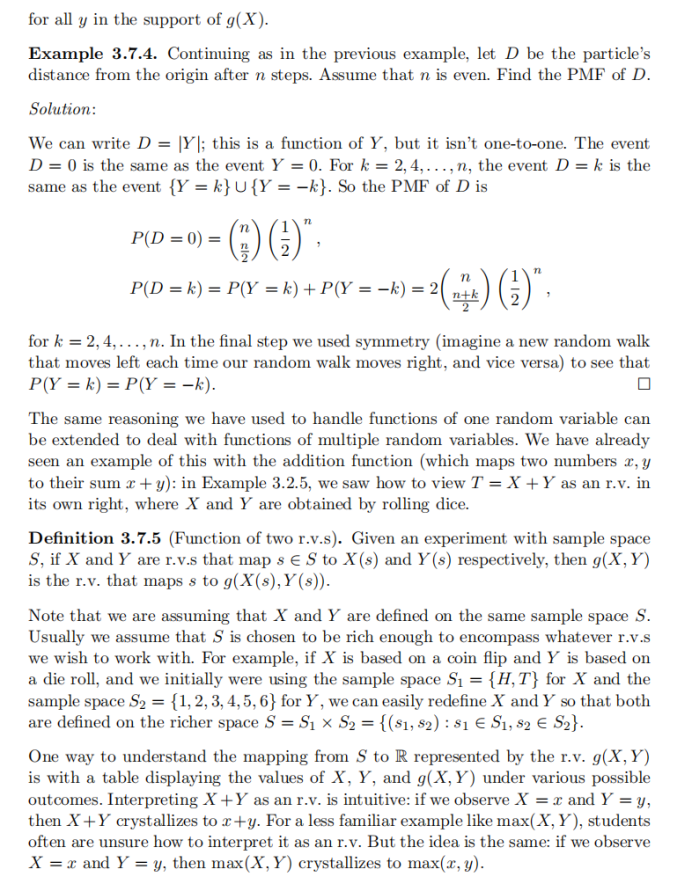 for all y in the support of g(X).
Example 3.7.4. Continuing as in the previous example, let D be the particle's
distance from the origin after n steps. Assume that n is even. Find the PMF of D.
Solution:
We can write D = |Y|; this is a function of Y, but it isn't one-to-one. The event
D = 0 is the same as the event Y = 0. For k = 2, 4, . . . , n, the event D = k is the
same as the event {Y = k} ∪ {Y = −k}. So the PMF of D is
P(D = 0) = \binom{n}{\frac{n}{2}} \left(\frac{1}{2}\right)^n,
P(D = k) = P(Y = k) + P(Y = −k) = 2\binom{n}{\frac{n+k}{2}} \left(\frac{1}{2}\right)^n,
for k = 2, 4, . . . , n. In the final step we used symmetry (imagine a new random walk
that moves left each time our random walk moves right, and vice versa) to see that
P(Y = k) = P(Y = −k). □
The same reasoning we have used to handle functions of one random variable can
be extended to deal with functions of multiple random variables. We have already
seen an example of this with the addition function (which maps two numbers x, y
to their sum x + y): in Example 3.2.5, we saw how to view T = X + Y as an r.v. in
its own right, where X and Y are obtained by rolling dice.
Definition 3.7.5 (Function of two r.v.s). Given an experiment with sample space
S, if X and Y are r.v.s that map s ∈ S to X(s) and Y(s) respectively, then g(X, Y)
is the r.v. that maps s to g(X(s), Y(s)).
Note that we are assuming that X and Y are defined on the same sample space S.
Usually we assume that S is chosen to be rich enough to encompass whatever r.v.s
we wish to work with. For example, if X is based on a coin flip and Y is based on
a die roll, and we initially were using the sample space S₁ = {H, T} for X and the
sample space S₂ = {1, 2, 3, 4, 5, 6} for Y, we can easily redefine X and Y so that both
are defined on the richer space S = S₁ × S₂ = {(s₁, s₂) : s₁ ∈ S₁, s₂ ∈ S₂}.
One way to understand the mapping from S to ℝ represented by the r.v. g(X, Y)
is with a table displaying the values of X, Y, and g(X, Y) under various possible
outcomes. Interpreting X + Y as an r.v. is intuitive: if we observe X = x and Y = y,
then X + Y crystallizes to x + y. For a less familiar example like max(X, Y), students
often are unsure how to interpret it as an r.v. But the idea is the same: if we observe
X = x and Y = y, then max(X, Y) crystallizes to max(x, y).